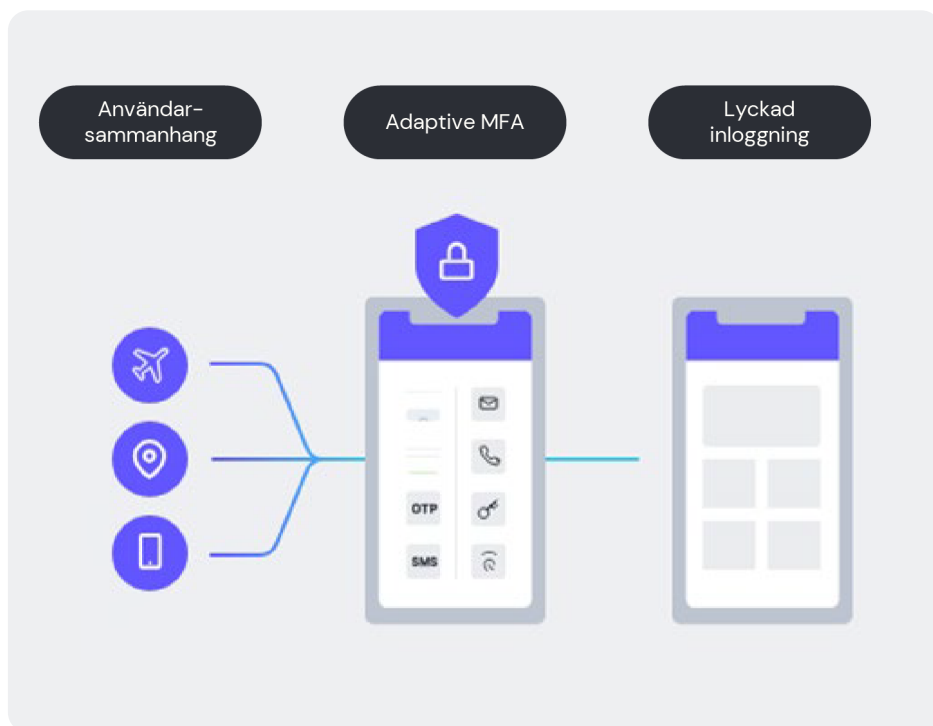 Användar-
sammanhang
Adaptive MFA
Lyckad
inloggning
OTP
SMS